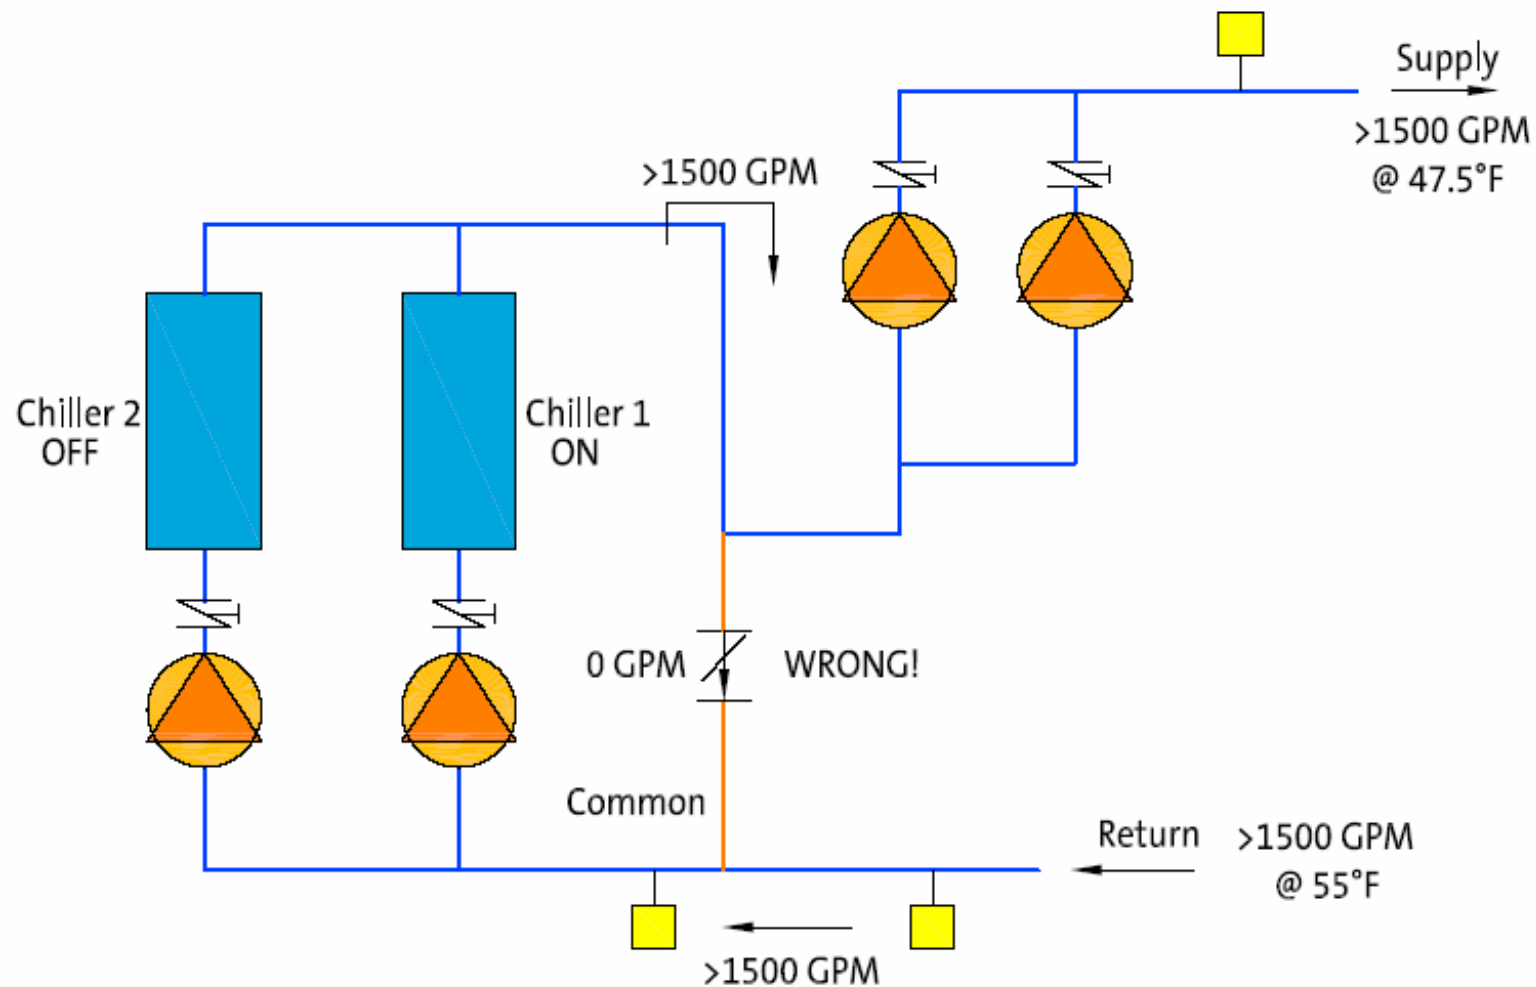 Supply
>1500 GPM
@ 47.5°F
>1500 GPM
Chiller 2
OFF
Chiller 1
ON
0 GPM
WRONG!
Common
Return
>1500 GPM
@ 55°F
>1500 GPM